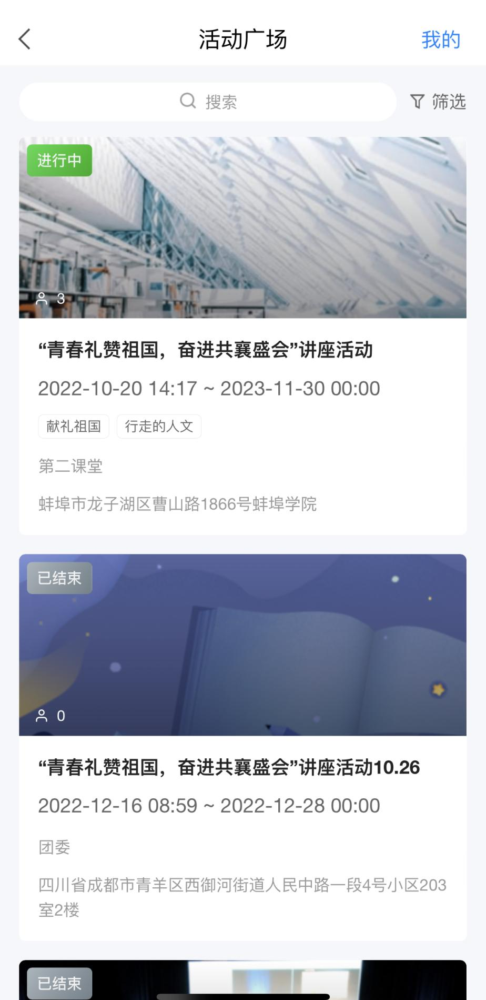 活动广场
我的
搜索
筛选
进行中
3
“青春礼赞祖国，奋进共襄盛会”讲座活动
2022-10-20 14:17 ~ 2023-11-30 00:00
献礼祖国 行走的人文
第二课堂
蚌埠市龙子湖区曹山路1866号蚌埠学院
已结束
0
“青春礼赞祖国，奋进共襄盛会”讲座活动10.26
2022-12-16 08:59 ~ 2022-12-28 00:00
团委
四川省成都市青羊区西御河街道人民中路一段4号小区203
室2楼
已结束